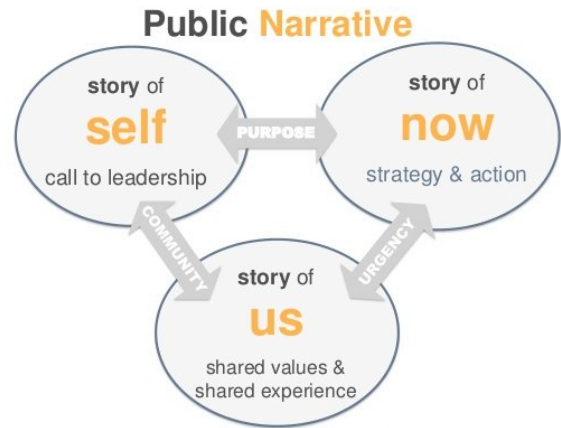 Public Narrative
story of
self
call to leadership
PURPOSE
story of
now
strategy & action
COMMUNITY
URGENCY
story of
us
shared values &
shared experience